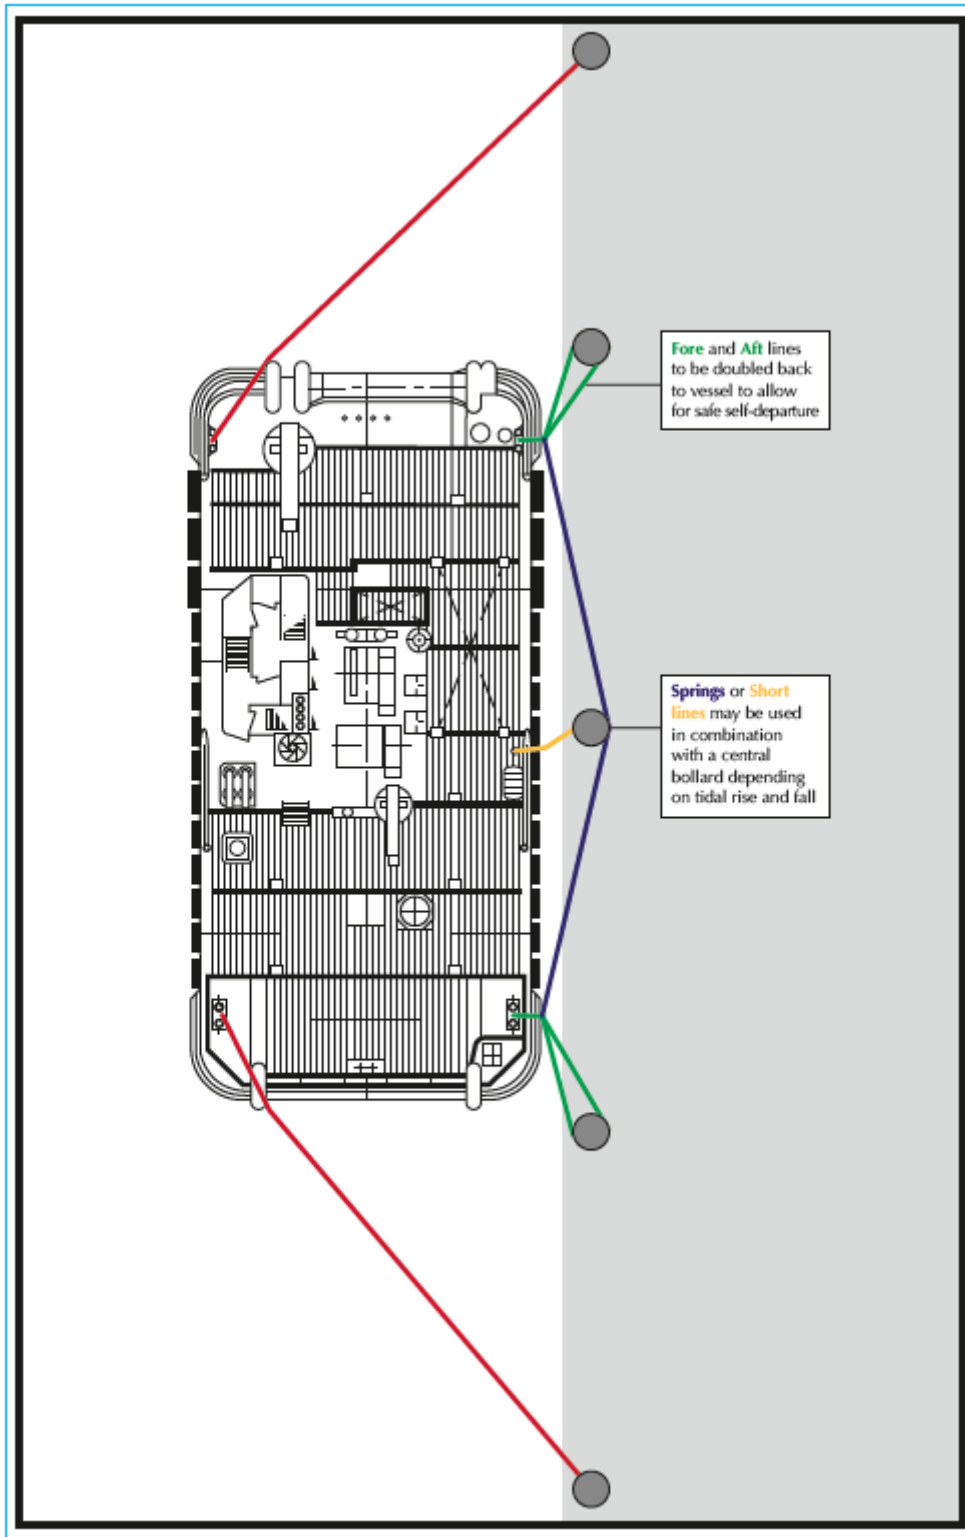 Fore and Aft lines
to be doubled back
to vessel to allow
for safe self-departure
Springs or Short
lines may be used
in combination
with a central
bollard depending
on tidal rise and fall